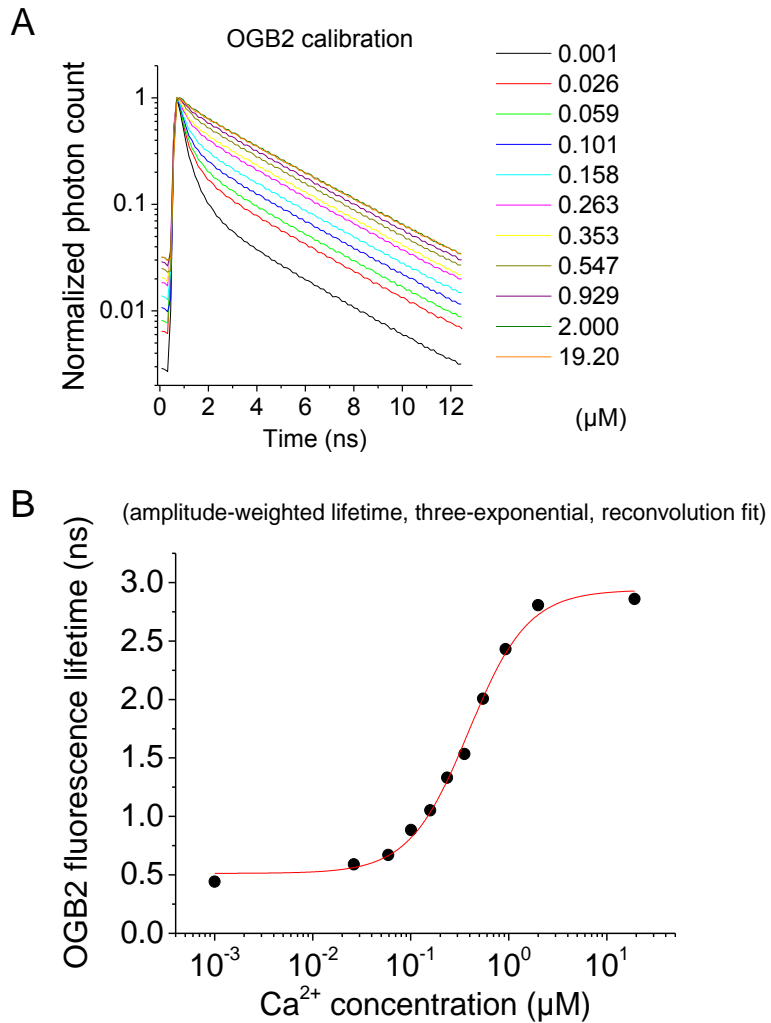 A
OGB2 calibration
Normalized photon count
1
0.1
0.01
0 2 4 6 8 10 12
Time (ns)
0.001
0.026
0.059
0.101
0.158
0.263
0.353
0.547
0.929
2.000
19.20
(µM)
B
(amplitude-weighted lifetime, three-exponential, reconvolution fit)
OGB2 fluorescence lifetime (ns)
3.0
2.5
2.0
1.5
1.0
0.5
0.0
10⁻³ 10⁻² 10⁻¹ 10⁰ 10¹
Ca²⁺ concentration (µM)